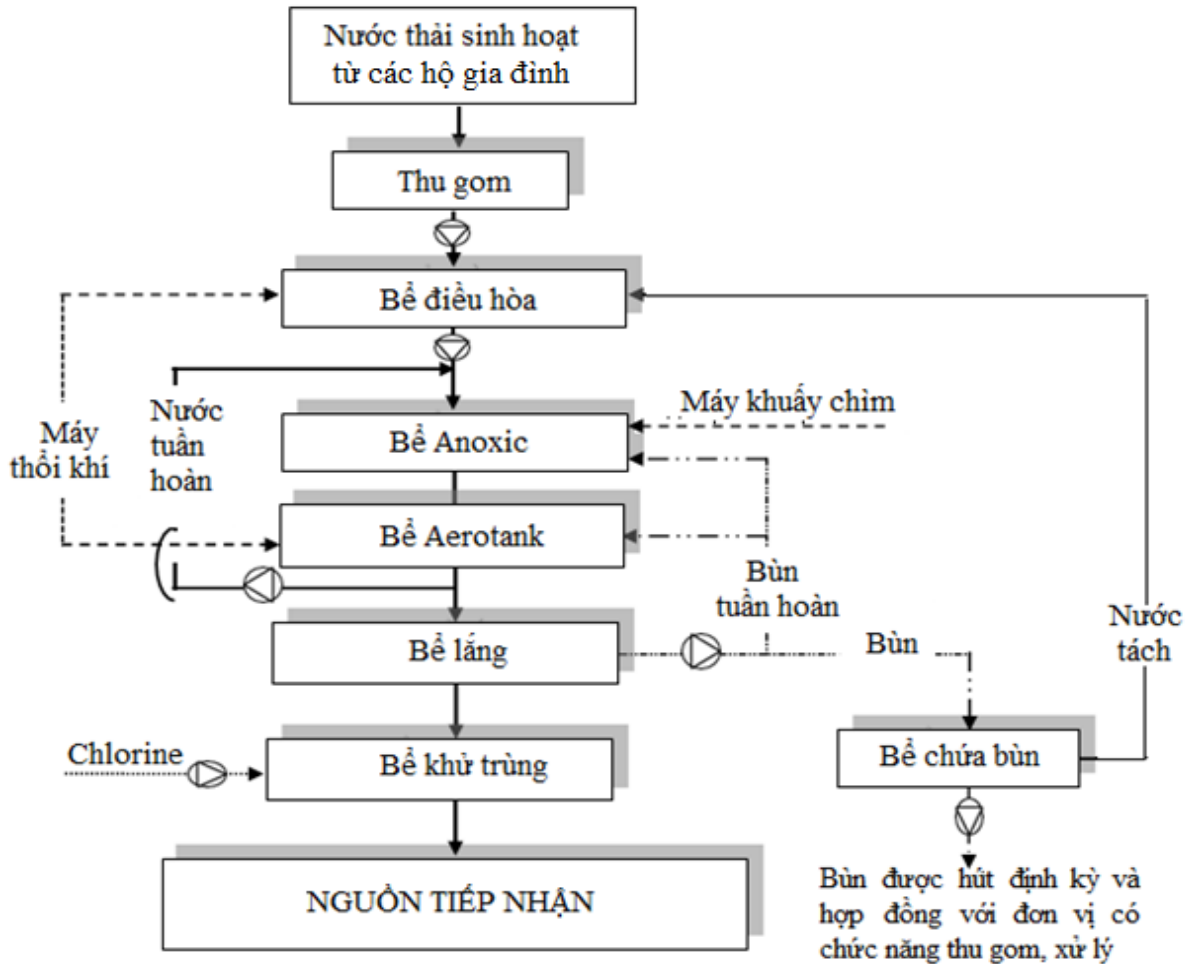 Nước thải sinh hoạt
từ các hộ gia đình
Thu gom
Bể điều hòa
Máy khuấy chìm
Nước
tuần
hoàn
Máy
thổi khí
Bể Anoxic
Bể Aerotank
Bùn
tuần hoàn
Nước
tách
Bể lắng
Bùn
Chlorine
Bể khử trùng
Bể chứa bùn
NGUỒN TIẾP NHẬN
Bùn được hút định kỳ và
hợp đồng với đơn vị có
chức năng thu gom, xử lý